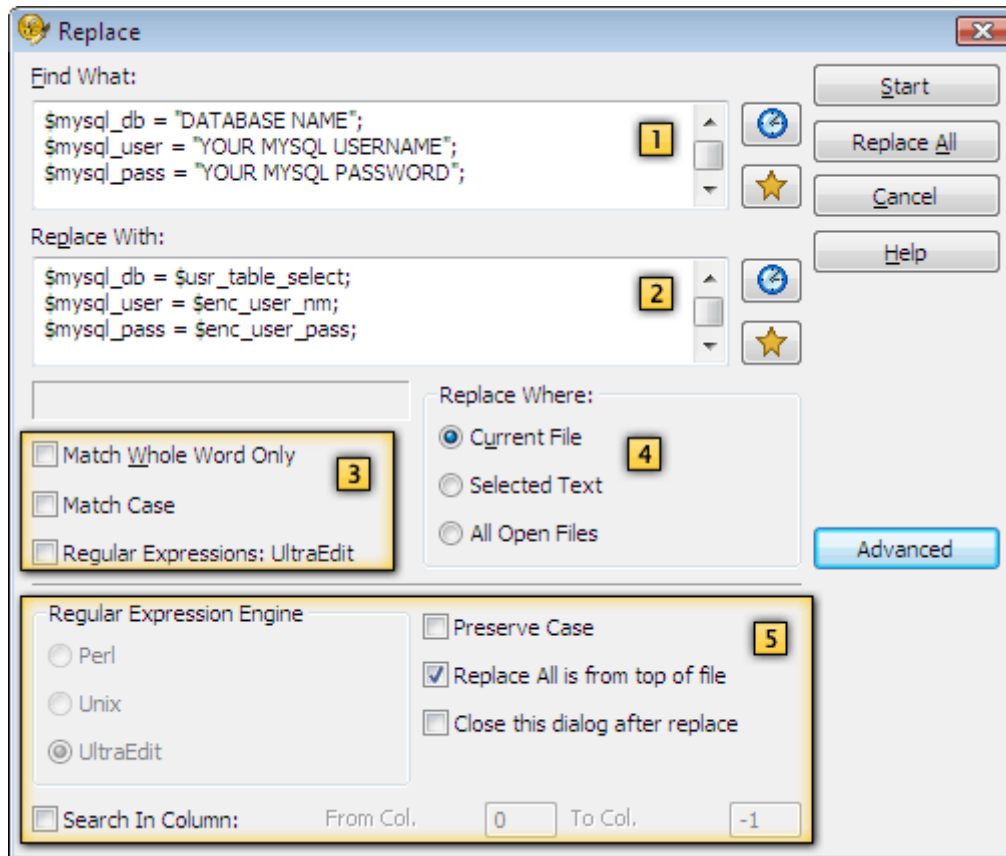 Replace
Find What:
$mysql_db = "DATABASE NAME";
$mysql_user = "YOUR MYSQL USERNAME";
$mysql_pass = "YOUR MYSQL PASSWORD";
1
Start
Replace All
Cancel
Help
Replace With:
$mysql_db = $usr_table_select;
$mysql_user = $enc_user_nm;
$mysql_pass = $enc_user_pass;
2
Match Whole Word Only
Match Case
Regular Expressions: UltraEdit
3
Replace Where:
Current File
Selected Text
All Open Files
4
Advanced
Regular Expression Engine
Perl
Unix
UltraEdit
Preserve Case
Replace All is from top of file
Close this dialog after replace
5
Search In Column: From Col. 0 To Col. -1